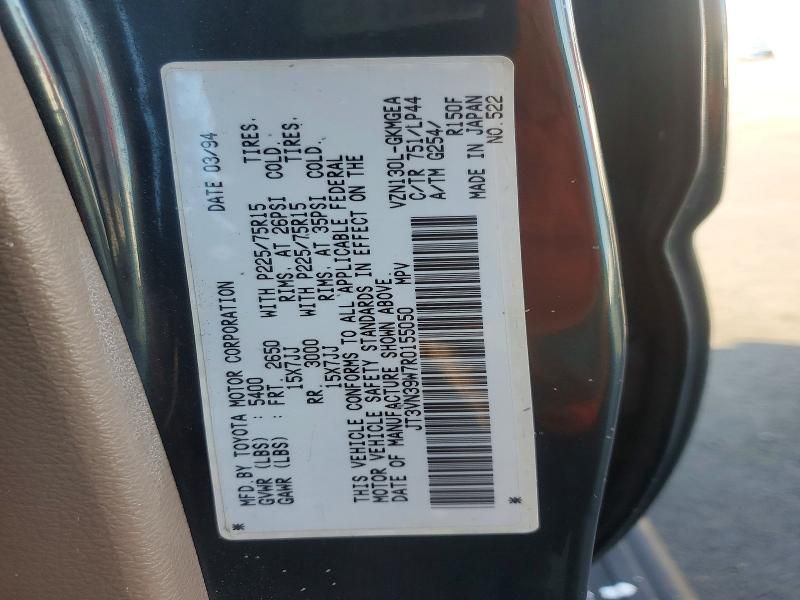 MFD.BY TOYOTA MOTOR CORPORATION DATE 03/94
GVWR (LBS) : 5400
GAWR (LBS) : FRT. 2650 WITH P225/75R15 TIRES,
15X7JJ RIMS, AT 26PSI COLD.
RR. 3000 WITH P225/75R15 TIRES,
15X7JJ RIMS, AT 35PSI COLD.
THIS VEHICLE CONFORMS TO ALL APPLICABLE FEDERAL
MOTOR VEHICLE SAFETY STANDARDS IN EFFECT ON THE
DATE OF MANUFACTURE SHOWN ABOVE.
JT3VN39W7R0155050 MPV VZN130L-GKMGEA
C/TR 751/LP44
A/TM G254/
R150F
MADE IN JAPAN
NO.522